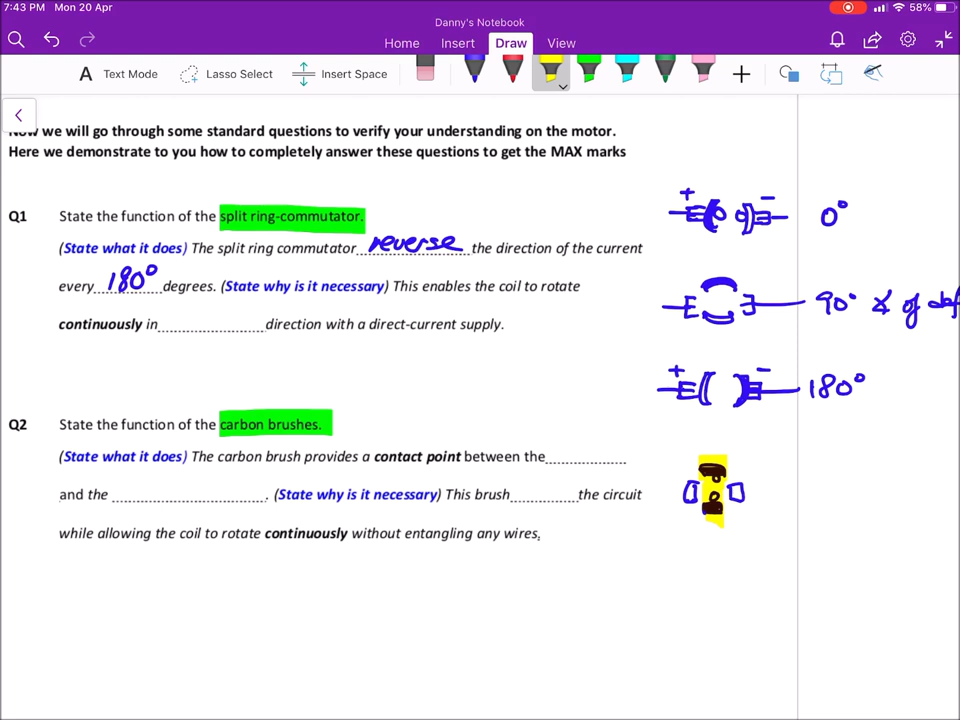 7:43 PM Mon 20 Apr
58%
Danny's Notebook
Home Insert Draw View
A Text Mode Lasso Select Insert Space
Now we will go through some standard questions to verify your understanding on the motor.
Here we demonstrate to you how to completely answer these questions to get the MAX marks
Q1 State the function of the split ring-commutator.
(State what it does) The split ring commutator reverse the direction of the current
every 180° degrees. (State why is it necessary) This enables the coil to rotate
continuously in direction with a direct-current supply.
+ - 0°
90° ∡ of def
+ - 180°
Q2 State the function of the carbon brushes.
(State what it does) The carbon brush provides a contact point between the
and the . (State why is it necessary) This brush the circuit
while allowing the coil to rotate continuously without entangling any wires.